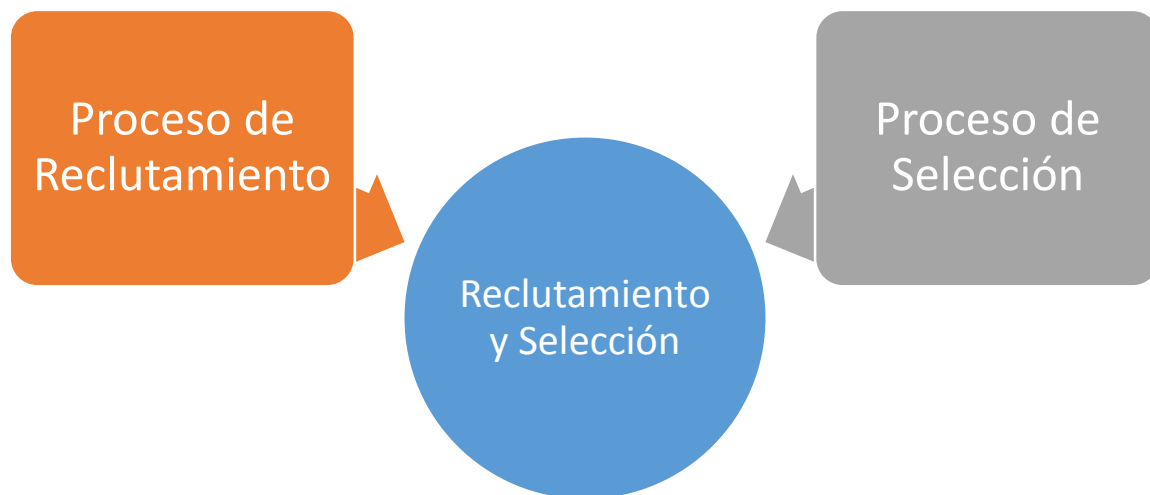 Proceso de
Reclutamiento
Proceso de
Selección
Reclutamiento
y Selección